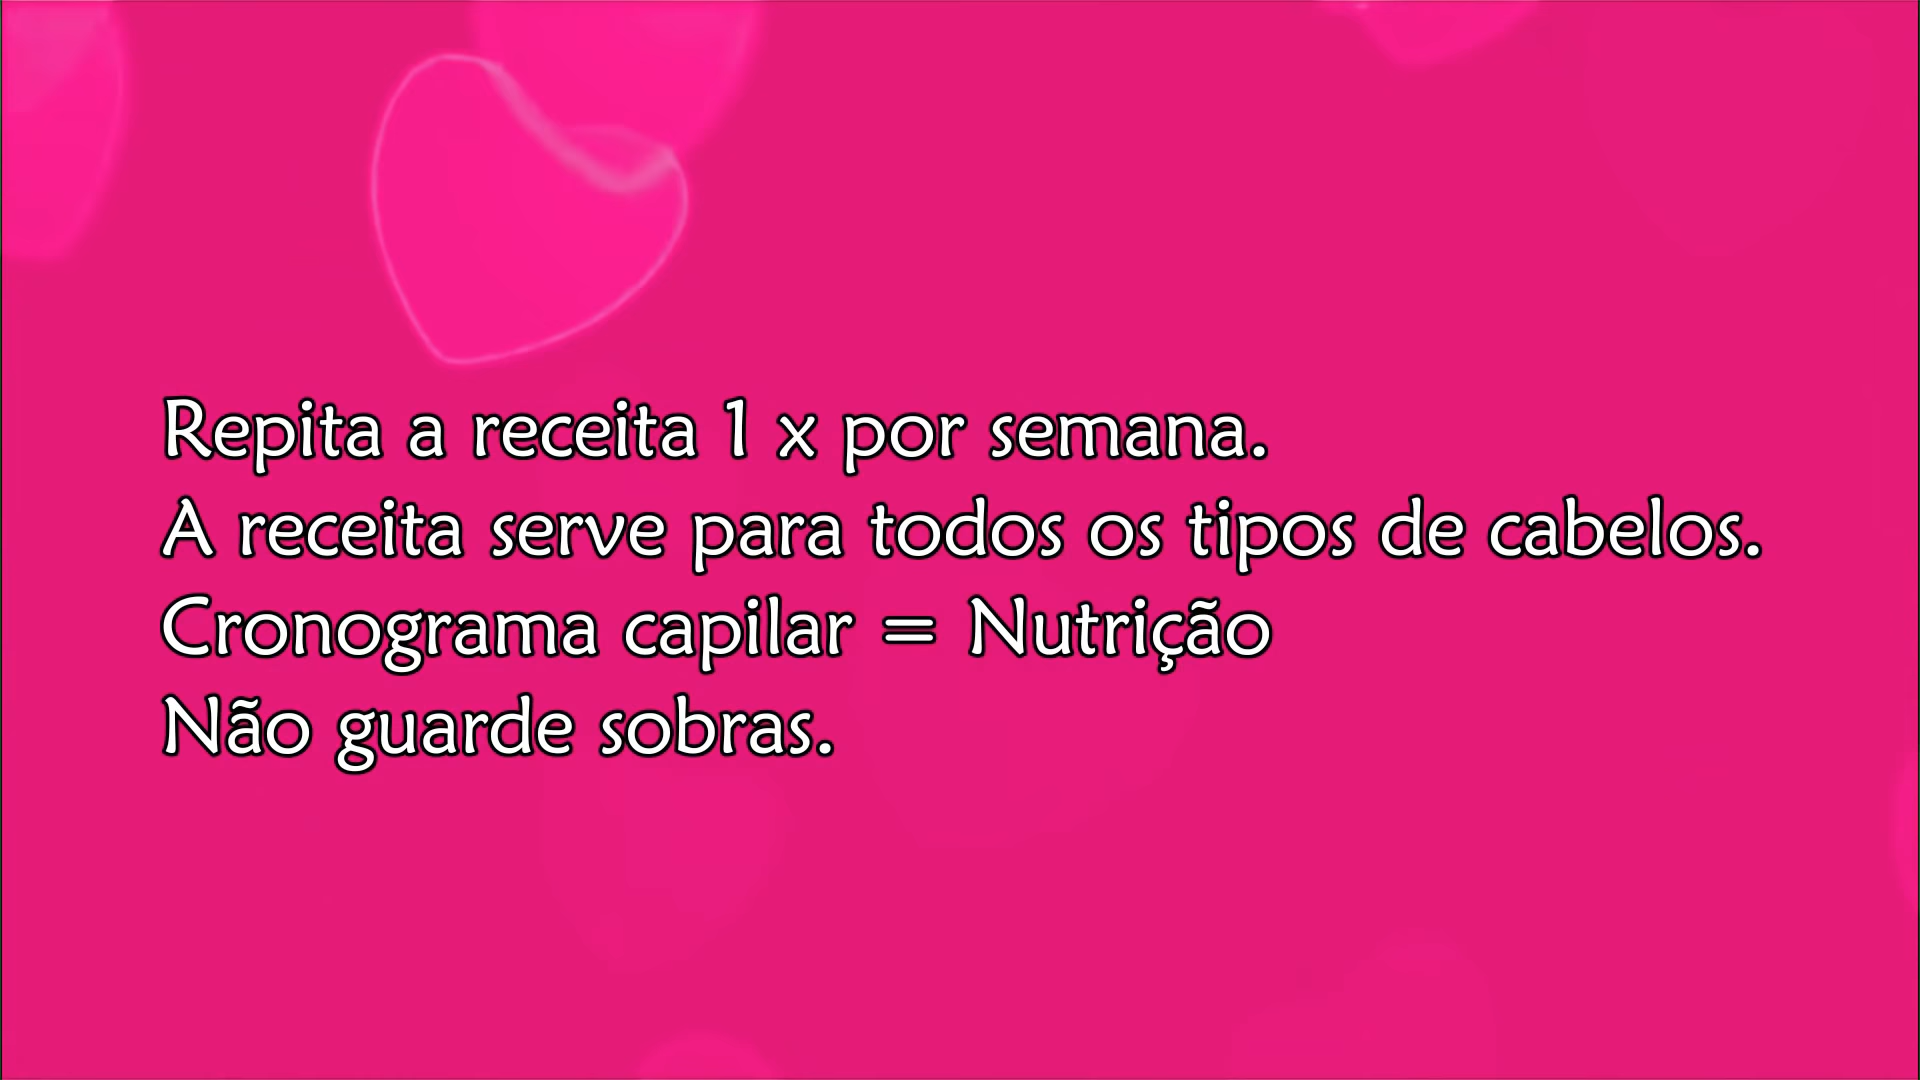 Repita a receita 1 x por semana.
A receita serve para todos os tipos de cabelos.
Cronograma capilar = Nutrição
Não guarde sobras.